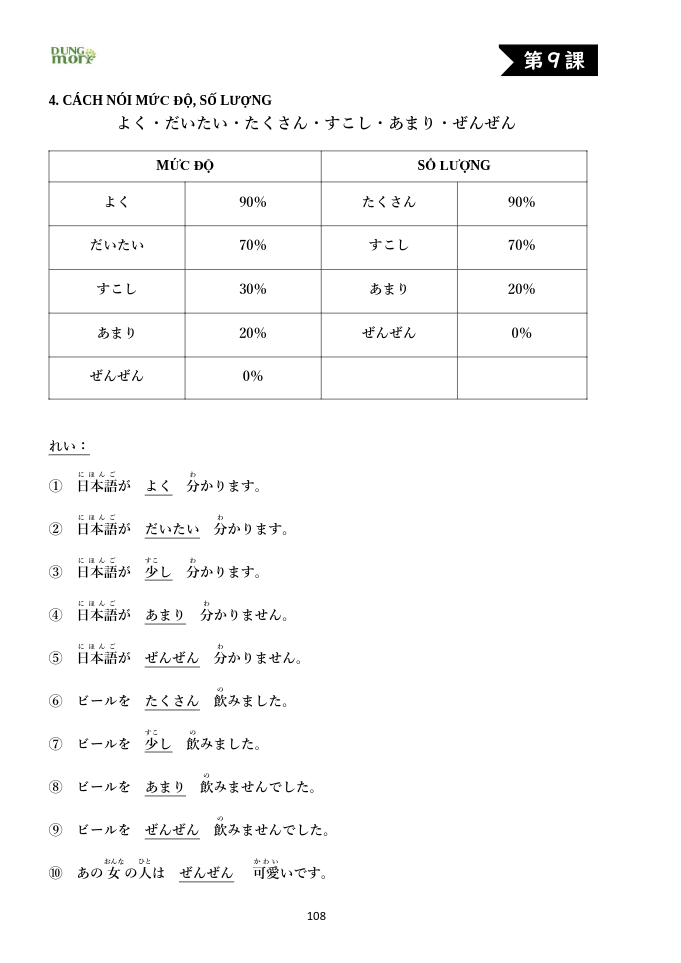 DUNG
mori
第9課
4. CÁCH NÓI MỨC ĐỘ, SỐ LƯỢNG
よく・だいたい・たくさん・すこし・あまり・ぜんぜん
MỨC ĐỘ SỐ LƯỢNG
よく 90% たくさん 90%
だいたい 70% すこし 70%
すこし 30% あまり 20%
あまり 20% ぜんぜん 0%
ぜんぜん 0%
れい：
にほんご わ
① 日本語が よく 分かります。
にほんご わ
② 日本語が だいたい 分かります。
にほんご すこ わ
③ 日本語が 少し 分かります。
にほんご わ
④ 日本語が あまり 分かりません。
にほんご わ
⑤ 日本語が ぜんぜん 分かりません。
の
⑥ ビールを たくさん 飲みました。
すこ の
⑦ ビールを 少し 飲みました。
の
⑧ ビールを あまり 飲みませんでした。
の
⑨ ビールを ぜんぜん 飲みませんでした。
おんな ひと かわい
⑩ あの女の人は ぜんぜん 可愛いです。
108